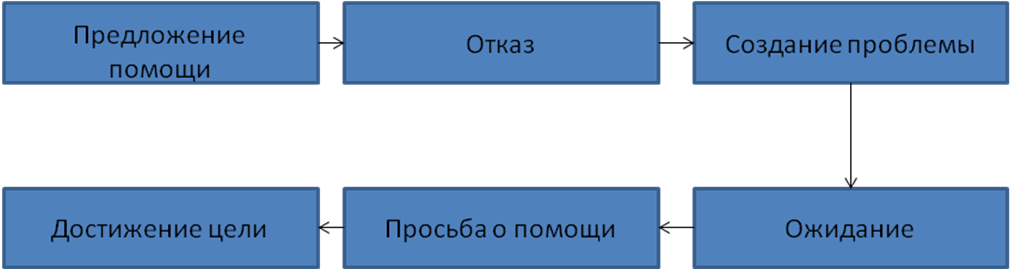 Предложение
помощи
Отказ
Создание проблемы
Ожидание
Просьба о помощи
Достижение цели